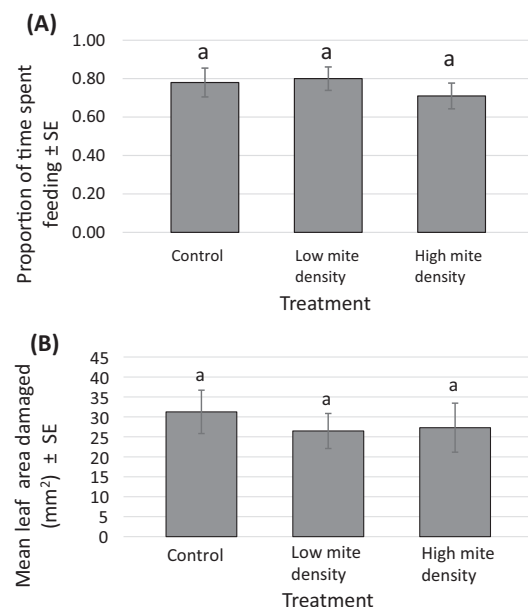 (A)
Proportion of time spent
feeding ± SE
1.00
0.80
0.60
0.40
0.20
0.00
a
a
a
Control
Low mite
density
High mite
density
Treatment
(B)
Mean leaf area damaged
(mm²) ± SE
45
40
35
30
25
20
15
10
5
0
a
a
a
Control
Low mite
density
High mite
density
Treatment